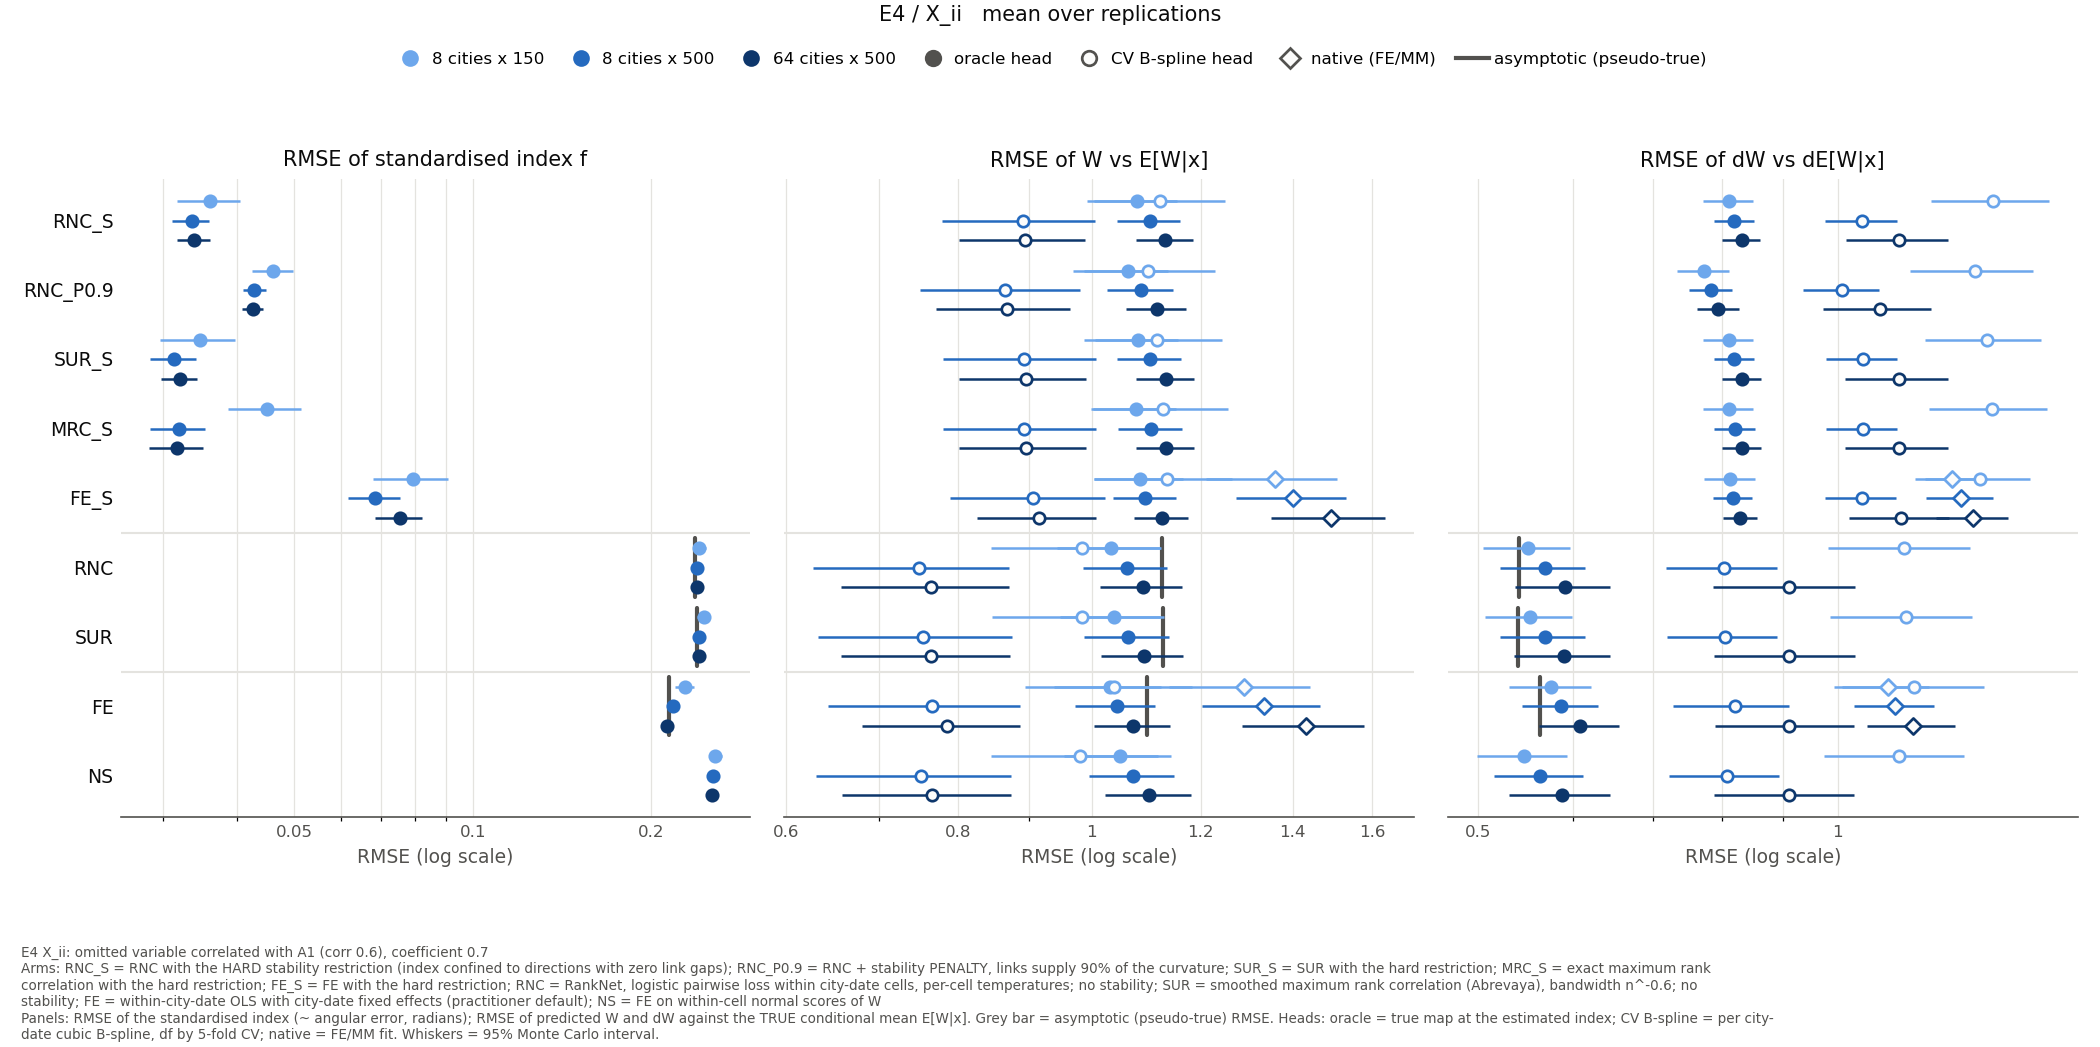 E4 / X_ii   mean over replications
8 cities x 150
8 cities x 500
64 cities x 500
oracle head
CV B-spline head
native (FE/MM)
asymptotic (pseudo-true)
RMSE of standardised index f
RMSE of W vs E[W|x]
RMSE of dW vs dE[W|x]
RNC_S
RNC_P0.9
SUR_S
MRC_S
FE_S
RNC
SUR
FE
NS
0.05
0.1
0.2
0.6
0.8
1
1.2
1.4
1.6
0.5
1
RMSE (log scale)
RMSE (log scale)
RMSE (log scale)
E4 X_ii: omitted variable correlated with A1 (corr 0.6), coefficient 0.7
Arms: RNC_S = RNC with the HARD stability restriction (index confined to directions with zero link gaps); RNC_P0.9 = RNC + stability PENALTY, links supply 90% of the curvature; SUR_S = SUR with the hard restriction; MRC_S = exact maximum rank
correlation with the hard restriction; FE_S = FE with the hard restriction; RNC = RankNet, logistic pairwise loss within city-date cells, per-cell temperatures; no stability; SUR = smoothed maximum rank correlation (Abrevaya), bandwidth n^-0.6; no
stability; FE = within-city-date OLS with city-date fixed effects (practitioner default); NS = FE on within-cell normal scores of W
Panels: RMSE of the standardised index (~ angular error, radians); RMSE of predicted W and dW against the TRUE conditional mean E[W|x]. Grey bar = asymptotic (pseudo-true) RMSE. Heads: oracle = true map at the estimated index; CV B-spline = per city-
date cubic B-spline, df by 5-fold CV; native = FE/MM fit. Whiskers = 95% Monte Carlo interval.